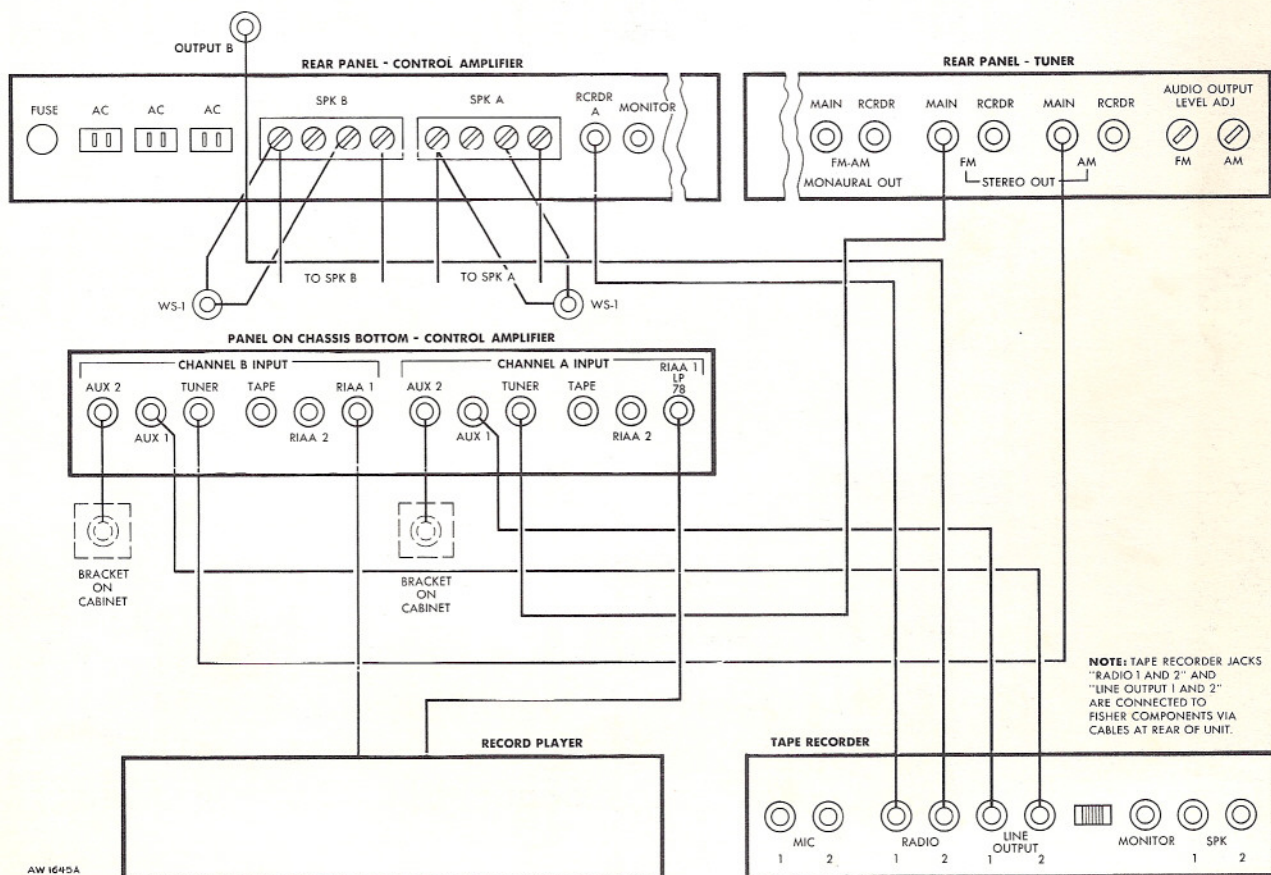 OUTPUT B
REAR PANEL - CONTROL AMPLIFIER
FUSE
AC
AC
AC
SPK B
SPK A
RCRDR
A
MONITOR
TO SPK B
TO SPK A
WS-1
WS-1
REAR PANEL - TUNER
MAIN
RCRDR
MAIN
RCRDR
MAIN
RCRDR
AUDIO OUTPUT
LEVEL ADJ
FM-AM
MONAURAL OUT
FM
STEREO OUT
AM
FM
AM
PANEL ON CHASSIS BOTTOM - CONTROL AMPLIFIER
CHANNEL B INPUT
CHANNEL A INPUT
AUX 2
AUX 1
TUNER
TAPE
RIAA 2
RIAA 1
AUX 2
AUX 1
TUNER
TAPE
RIAA 2
RIAA 1
LP
78
BRACKET
ON
CABINET
BRACKET
ON
CABINET
NOTE: TAPE RECORDER JACKS
"RADIO 1 AND 2" AND
"LINE OUTPUT 1 AND 2"
ARE CONNECTED TO
FISHER COMPONENTS VIA
CABLES AT REAR OF UNIT.
RECORD PLAYER
TAPE RECORDER
MIC
1
2
RADIO
1
2
LINE
OUTPUT
1
2
MONITOR
SPK
1
2
AW 1645A